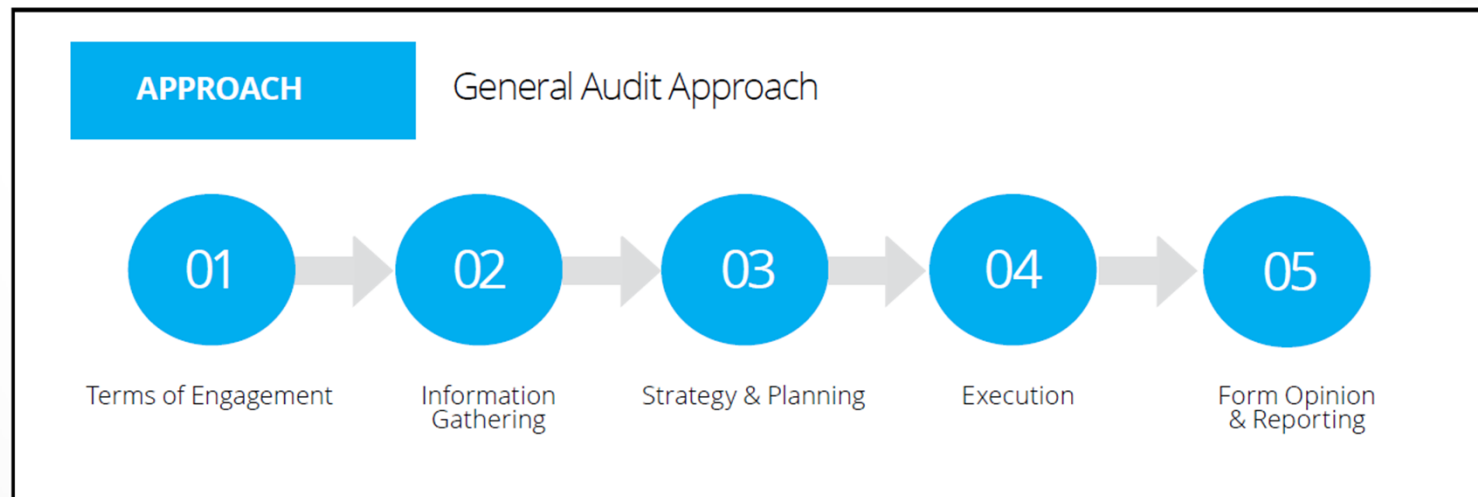 APPROACH
General Audit Approach
01
02
03
04
05
Terms of Engagement
Information
Gathering
Strategy & Planning
Execution
Form Opinion
& Reporting